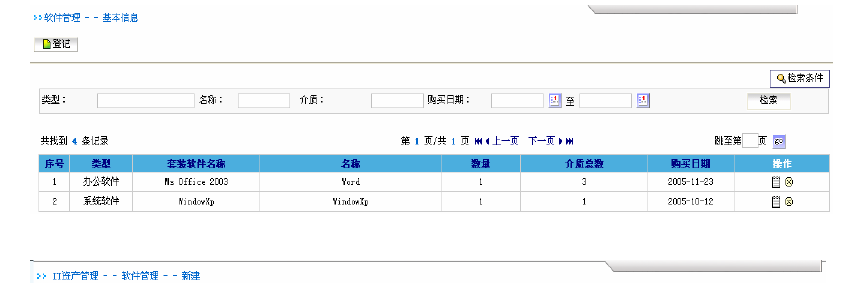 >> 软件管理 - - 基本信息
登记
检索条件
类型： 名称： 介质： 购买日期： 至 检索
共找到 4 条记录 第 1 页/共 1 页 上一页 下一页 跳至第 页 go
序号 类型 套装软件名称 名称 数量 介质总数 购买日期 操作
1 办公软件 Ms Office 2003 Word 1 3 2005-11-23
2 系统软件 WindowXp WindowXp 1 1 2005-10-12
>> IT资产管理 - - 软件管理 - - 新建